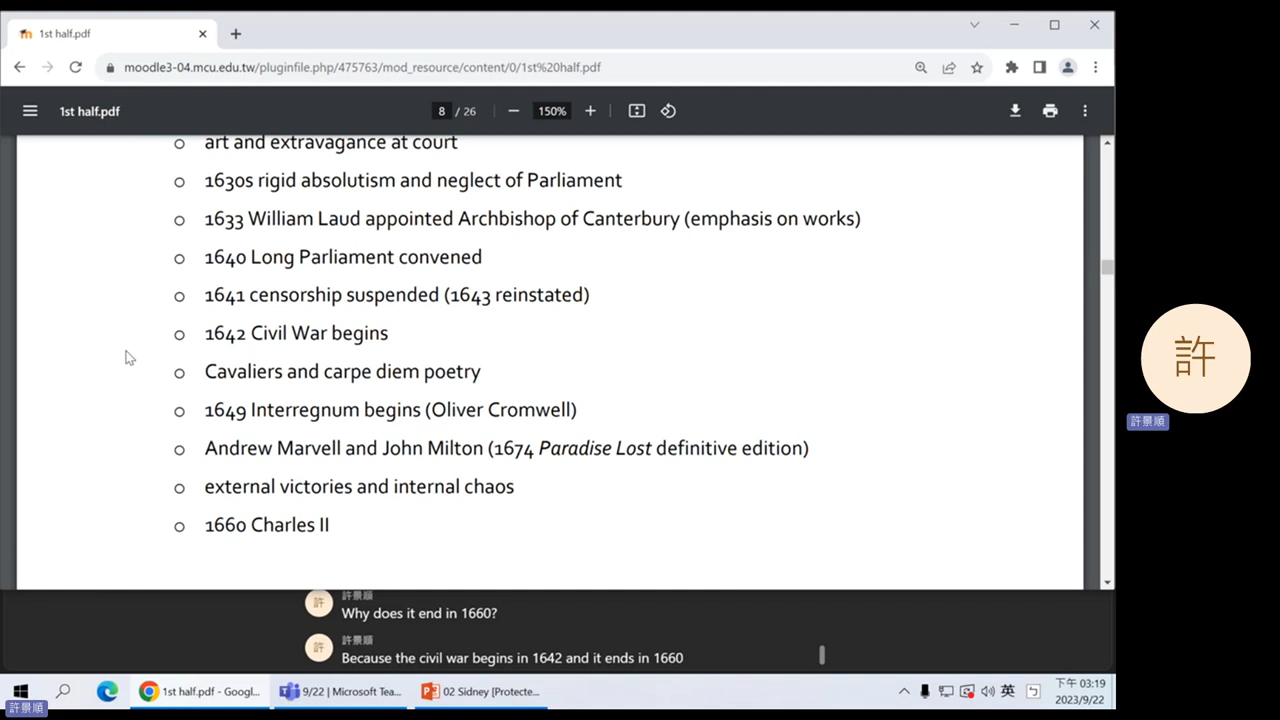 1st half.pdf
moodle3-04.mcu.edu.tw/pluginfile.php/475763/mod_resource/content/0/1st%20half.pdf
1st half.pdf
8 / 26
150%
art and extravagance at court
1630s rigid absolutism and neglect of Parliament
1633 William Laud appointed Archbishop of Canterbury (emphasis on works)
1640 Long Parliament convened
1641 censorship suspended (1643 reinstated)
1642 Civil War begins
Cavaliers and carpe diem poetry
1649 Interregnum begins (Oliver Cromwell)
Andrew Marvell and John Milton (1674 Paradise Lost definitive edition)
external victories and internal chaos
1660 Charles II
許
許景順
許
許景順
Why does it end in 1660?
許
許景順
Because the civil war begins in 1642 and it ends in 1660
1st half.pdf - Googl...
9/22 | Microsoft Tea...
02 Sidney [Protecte...
英
下午 03:19
2023/9/22
許景順